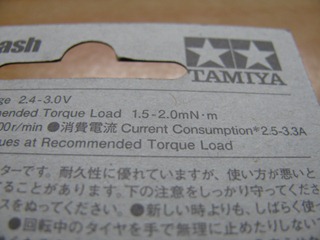 ash
TAMIYA
ge 2.4-3.0V
mended Torque Load 1.5-2.0mN·m
00r/min ●消費電流 Current Consumption*2.5-3.3A
ues at Recommended Torque Load
ターです。耐久性に優れていますが、使い方が悪いと
することがあります。下の注意をしっかり守ってくださ
スをぬってください。●新しい時よりも、しばらく使っ
●回転中のタイヤを手で無理に止めたりしない